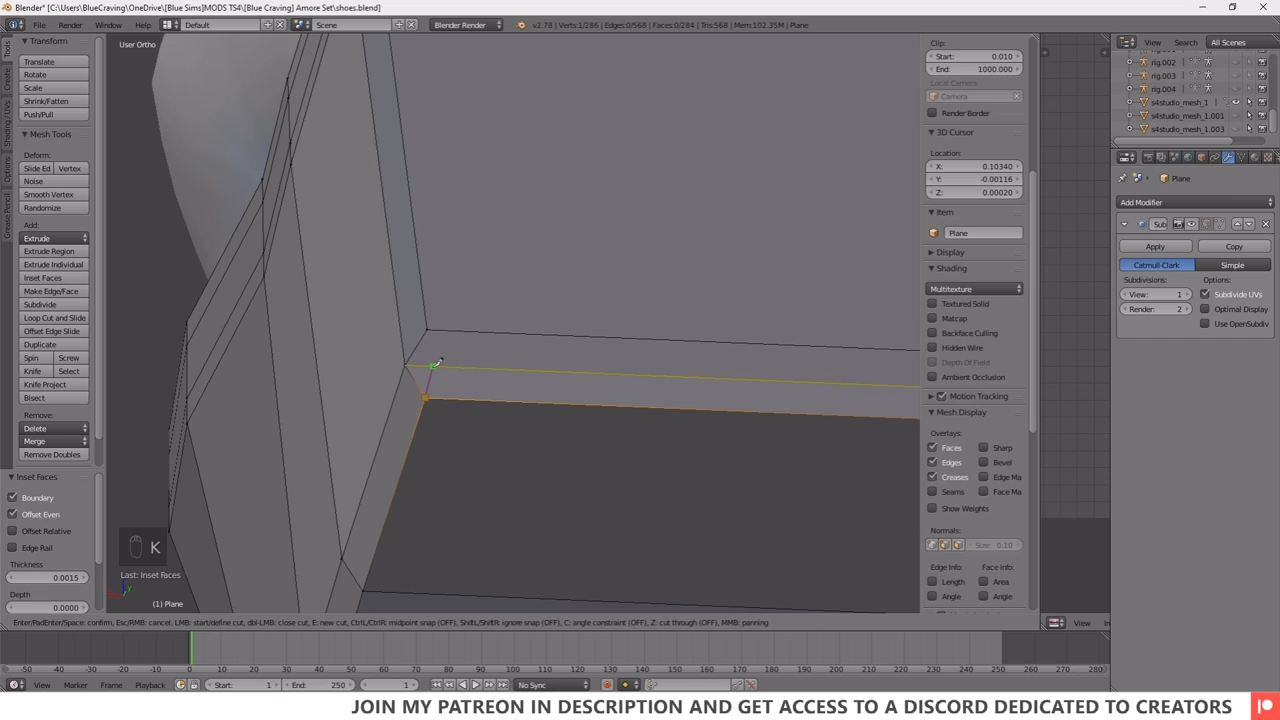 Blender* [C:\Users\BlueCraving\OneDrive\[Blue Sims]MODS TS4\[Blue Craving] Amore Set\shoes.blend]
File Render Window Help Default Scene Blender Render v2.78 | Verts:1/286 | Edges:0/568 | Faces:0/284 | Tris:568 | Mem:102.35M | Plane
View Search All Scenes
Tools
Create
Shading / UVs
Options
Grease Pencil
Transform
Translate
Rotate
Scale
Shrink/Fatten
Push/Pull
Mesh Tools
Deform:
Slide Ed Vertex
Noise
Smooth Vertex
Randomize
Add:
Extrude
Extrude Region
Extrude Individual
Inset Faces
Make Edge/Face
Subdivide
Loop Cut and Slide
Offset Edge Slide
Duplicate
Spin Screw
Knife Select
Knife Project
Bisect
Remove:
Delete
Merge
Remove Doubles
Inset Faces
Boundary
Offset Even
Offset Relative
Edge Rail
Thickness
0.0015
Depth
0.0000
User Ortho
K
Last: Inset Faces
(1) Plane
Clip:
Start: 0.010
End: 1000.000
Local Camera:
Camera
Render Border
3D Cursor
Location:
X: 0.10340
Y: -0.00116
Z: 0.00020
Item
Plane
Display
Shading
Multitexture
Textured Solid
Matcap
Backface Culling
Hidden Wire
Depth Of Field
Ambient Occlusion
Motion Tracking
Mesh Display
Overlays:
Faces Sharp
Edges Bevel
Creases Edge Ma
Seams Face Ma
Show Weights
Normals:
Size: 0.10
Edge Info: Face Info:
Length Area
Angle Angle
rig.002
rig.003
rig.004
s4studio_mesh_1
s4studio_mesh_1.001
s4studio_mesh_1.003
Plane
Add Modifier
Sub
Apply Copy
Catmull-Clark Simple
Subdivisions: Options:
View: 1 Subdivide UVs
Render: 2 Optimal Display
Use OpenSubdiv
Enter/PadEnter/Space: confirm, Esc/RMB: cancel, LMB: start/define cut, dbl-LMB: close cut, E: new cut, Ctrl/CtrlR: midpoint snap (OFF), ShiftL/ShiftR: ignore snap (OFF), C: angle constraint (OFF), Z: cut through (OFF), MMB: panning
View In
-50 -40 -30 -20 -10 0 10 20 30 40 50 60 70 80 90 100 110 120 130 140 150 160 170 180 190 200 210 220 230 240 250 260 270 280
View Marker Frame Playback Start: 1 End: 250 1 No Sync
JOIN MY PATREON IN DESCRIPTION AND GET ACCESS TO A DISCORD DEDICATED TO CREATORS